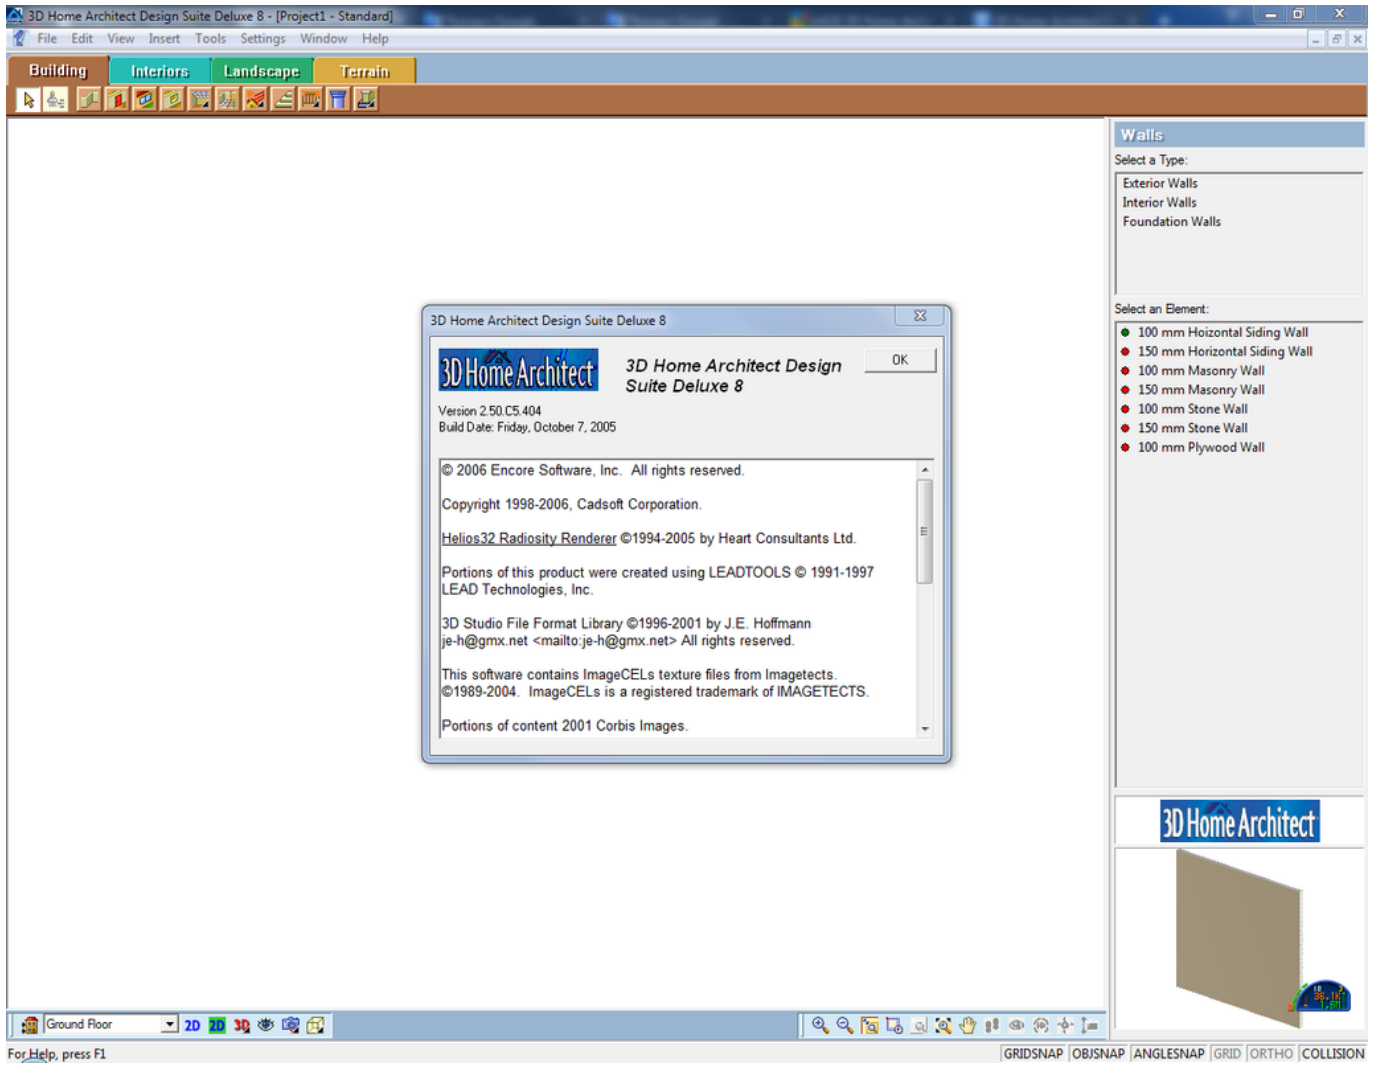 3D Home Architect Design Suite Deluxe 8 - [Project1 - Standard]
File Edit View Insert Tools Settings Window Help
Building Interiors Landscape Terrain
Walls
Select a Type:
Exterior Walls
Interior Walls
Foundation Walls
Select an Element:
100 mm Hoizontal Siding Wall
150 mm Horizontal Siding Wall
100 mm Masonry Wall
150 mm Masonry Wall
100 mm Stone Wall
150 mm Stone Wall
100 mm Plywood Wall
3D Home Architect Design Suite Deluxe 8
3D Home Architect
3D Home Architect Design
Suite Deluxe 8
OK
Version 2.50.C5.404
Build Date: Friday, October 7, 2005
© 2006 Encore Software, Inc. All rights reserved.
Copyright 1998-2006, Cadsoft Corporation.
Helios32 Radiosity Renderer ©1994-2005 by Heart Consultants Ltd.
Portions of this product were created using LEADTOOLS © 1991-1997
LEAD Technologies, Inc.
3D Studio File Format Library ©1996-2001 by J.E. Hoffmann
je-h@gmx.net <mailto:je-h@gmx.net> All rights reserved.
This software contains ImageCELs texture files from Imagetects.
©1989-2004. ImageCELs is a registered trademark of IMAGETECTS.
Portions of content 2001 Corbis Images.
3D Home Architect
Ground Floor 2D 2D 3D
For Help, press F1
GRIDSNAP OBJSNAP ANGLESNAP GRID ORTHO COLLISION